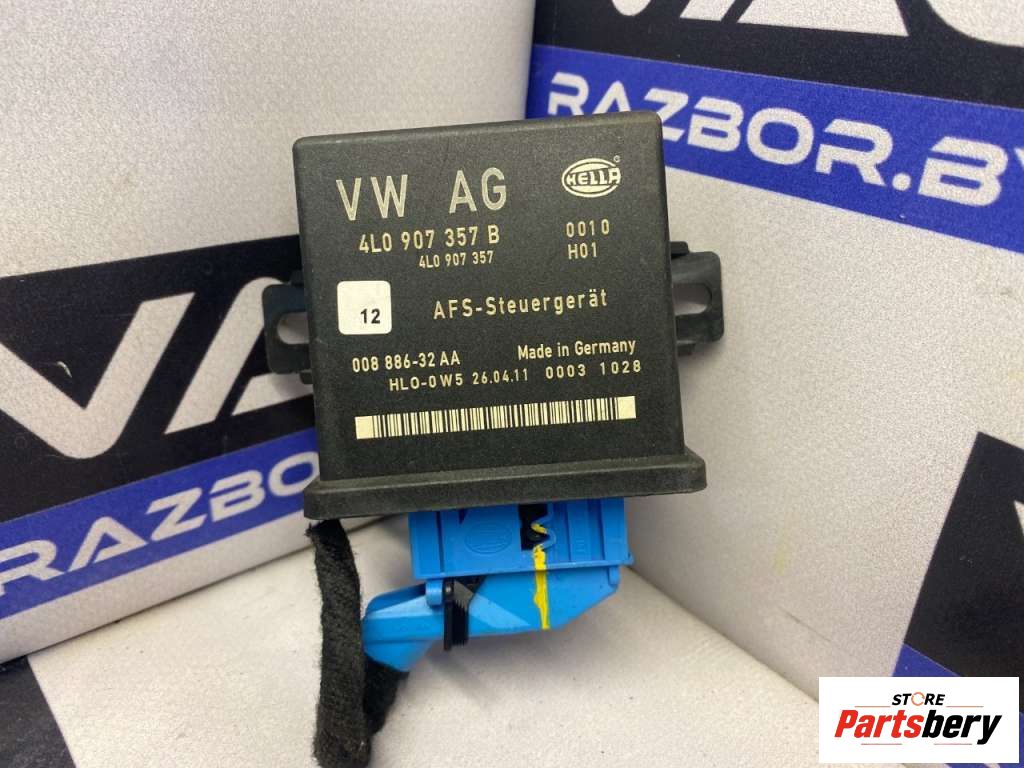 RAZBOR.BY
VW AG
HELLA
4L0 907 357 B
0010
4L0 907 357
H01
12
AFS-Steuergerät
008 886-32 AA
Made in Germany
HLO-0W5 26.04.11 0003 1028
RAZBO
STORE
Partsbery